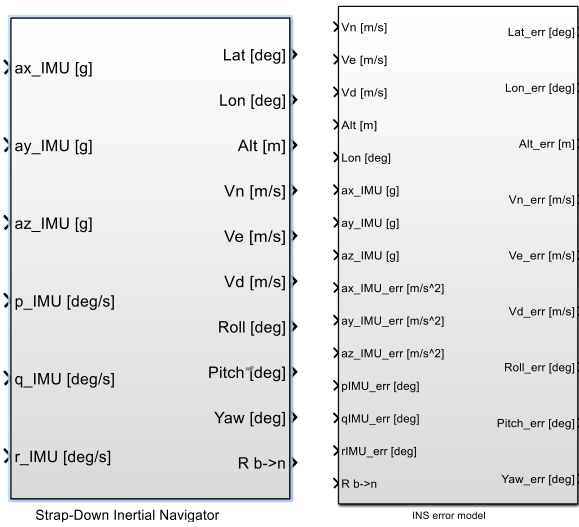 ax_IMU [g]
ay_IMU [g]
az_IMU [g]
p_IMU [deg/s]
q_IMU [deg/s]
r_IMU [deg/s]
Lat [deg]
Lon [deg]
Alt [m]
Vn [m/s]
Ve [m/s]
Vd [m/s]
Roll [deg]
Pitch [deg]
Yaw [deg]
R b->n
Strap-Down Inertial Navigator
Vn [m/s]
Ve [m/s]
Vd [m/s]
Alt [m]
Lon [deg]
ax_IMU [g]
ay_IMU [g]
az_IMU [g]
ax_IMU_err [m/s^2]
ay_IMU_err [m/s^2]
az_IMU_err [m/s^2]
pIMU_err [deg]
qIMU_err [deg]
rIMU_err [deg]
R b->n
Lat_err [deg]
Lon_err [deg]
Alt_err [m]
Vn_err [m/s]
Ve_err [m/s]
Vd_err [m/s]
Roll_err [deg]
Pitch_err [deg]
Yaw_err [deg]
INS error model